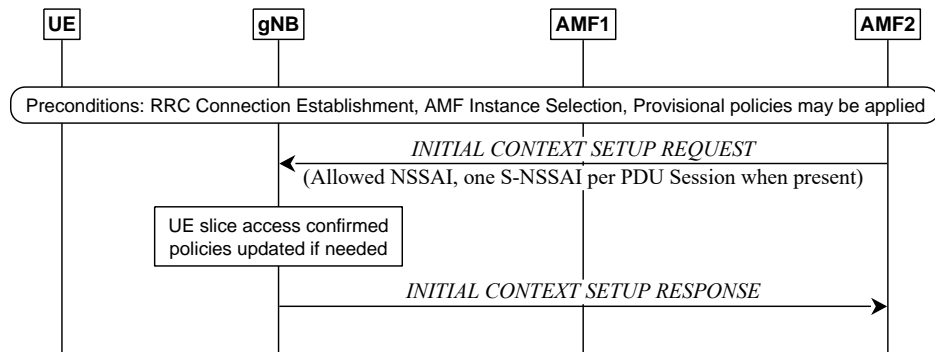 UE gNB AMF1 AMF2
Preconditions: RRC Connection Establishment, AMF Instance Selection, Provisional policies may be applied
INITIAL CONTEXT SETUP REQUEST
(Allowed NSSAI, one S-NSSAI per PDU Session when present)
UE slice access confirmed
policies updated if needed
INITIAL CONTEXT SETUP RESPONSE